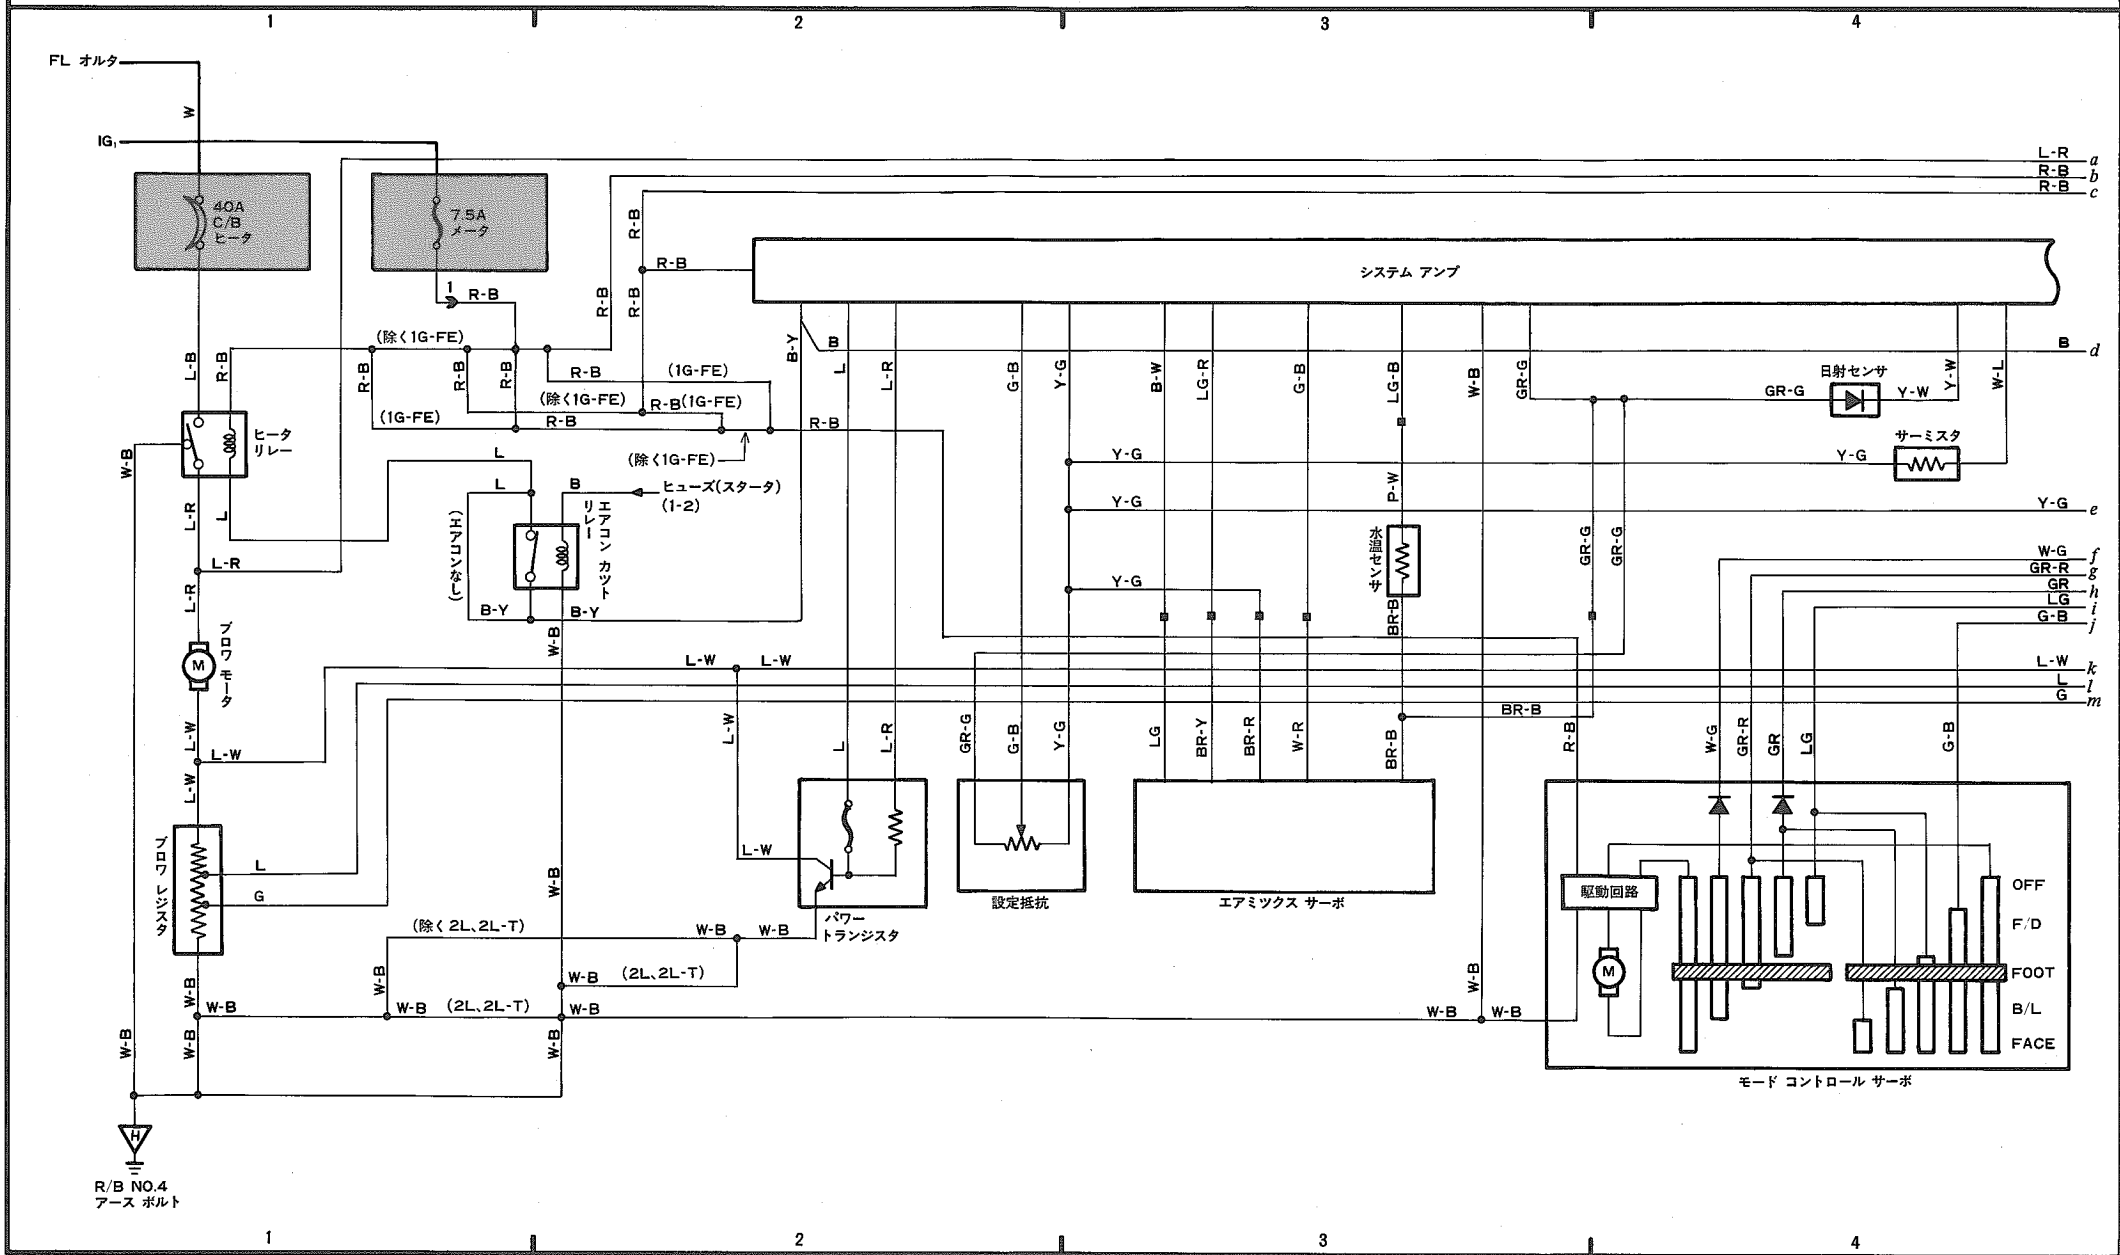 1 2 3 4
FL オルタ
W
IG₁
L-R a
R-B b
R-B c
40A
C/B
ヒータ
7.5A
メータ
R-B
R-B
システム アンプ
1
R-B
R-B
R-B
(除く1G-FE)
B-Y
B
B d
L-B
R-B
R-B
R-B
R-B
R-B
(1G-FE)
L
L-R
G-B
Y-G
B-W
LG-R
G-B
LG-B
W-B
GR-G
日射センサ
GR-G
Y-W
Y-W
W-L
(除く1G-FE)
R-B(1G-FE)
(1G-FE)
R-B
R-B
ヒータ
リレー
(除く1G-FE)
W-B
L
Y-G
Y-G
サーミスタ
L
B
ヒューズ(スタータ)
(1-2)
P-W
L-R
L
Y-G
Y-G e
エアコン カツト
リレー
(エアコンなし)
水温センサ
GR-G
GR-G
W-G f
GR-R g
GR h
LG i
G-B j
L-R
L-R
Y-G
B-Y
B-Y
BR-B
W-B
ブロワ モータ
M
L-W
L-W
L-W k
L l
G m
L-W
L-W
L-W
L-W
L
L-R
GR-G
G-B
Y-G
LG
BR-Y
BR-R
W-R
BR-B
BR-B
R-B
W-G
GR-R
GR
LG
G-B
ブロワ レジスタ
L
G
L-W
W-B
駆動回路
OFF
F/D
FOOT
B/L
FACE
M
設定抵抗
エアミツクス サーボ
パワー
トランジスタ
(除く2L、2L-T)
W-B
W-B
W-B
W-B
(2L、2L-T)
W-B
W-B
W-B
W-B
(2L、2L-T)
W-B
W-B
W-B
W-B
W-B
W-B
W-B
モード コントロール サーボ
H
R/B NO.4
アース ボルト
1 2 3 4